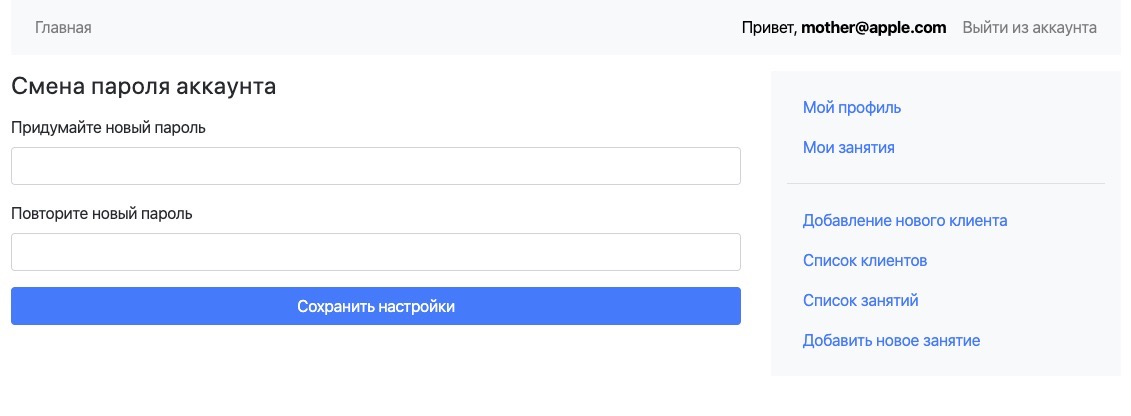 Главная
Привет, mother@apple.com Выйти из аккаунта
Смена пароля аккаунта
Придумайте новый пароль
Повторите новый пароль
Сохранить настройки
Мой профиль
Мои занятия
Добавление нового клиента
Список клиентов
Список занятий
Добавить новое занятие